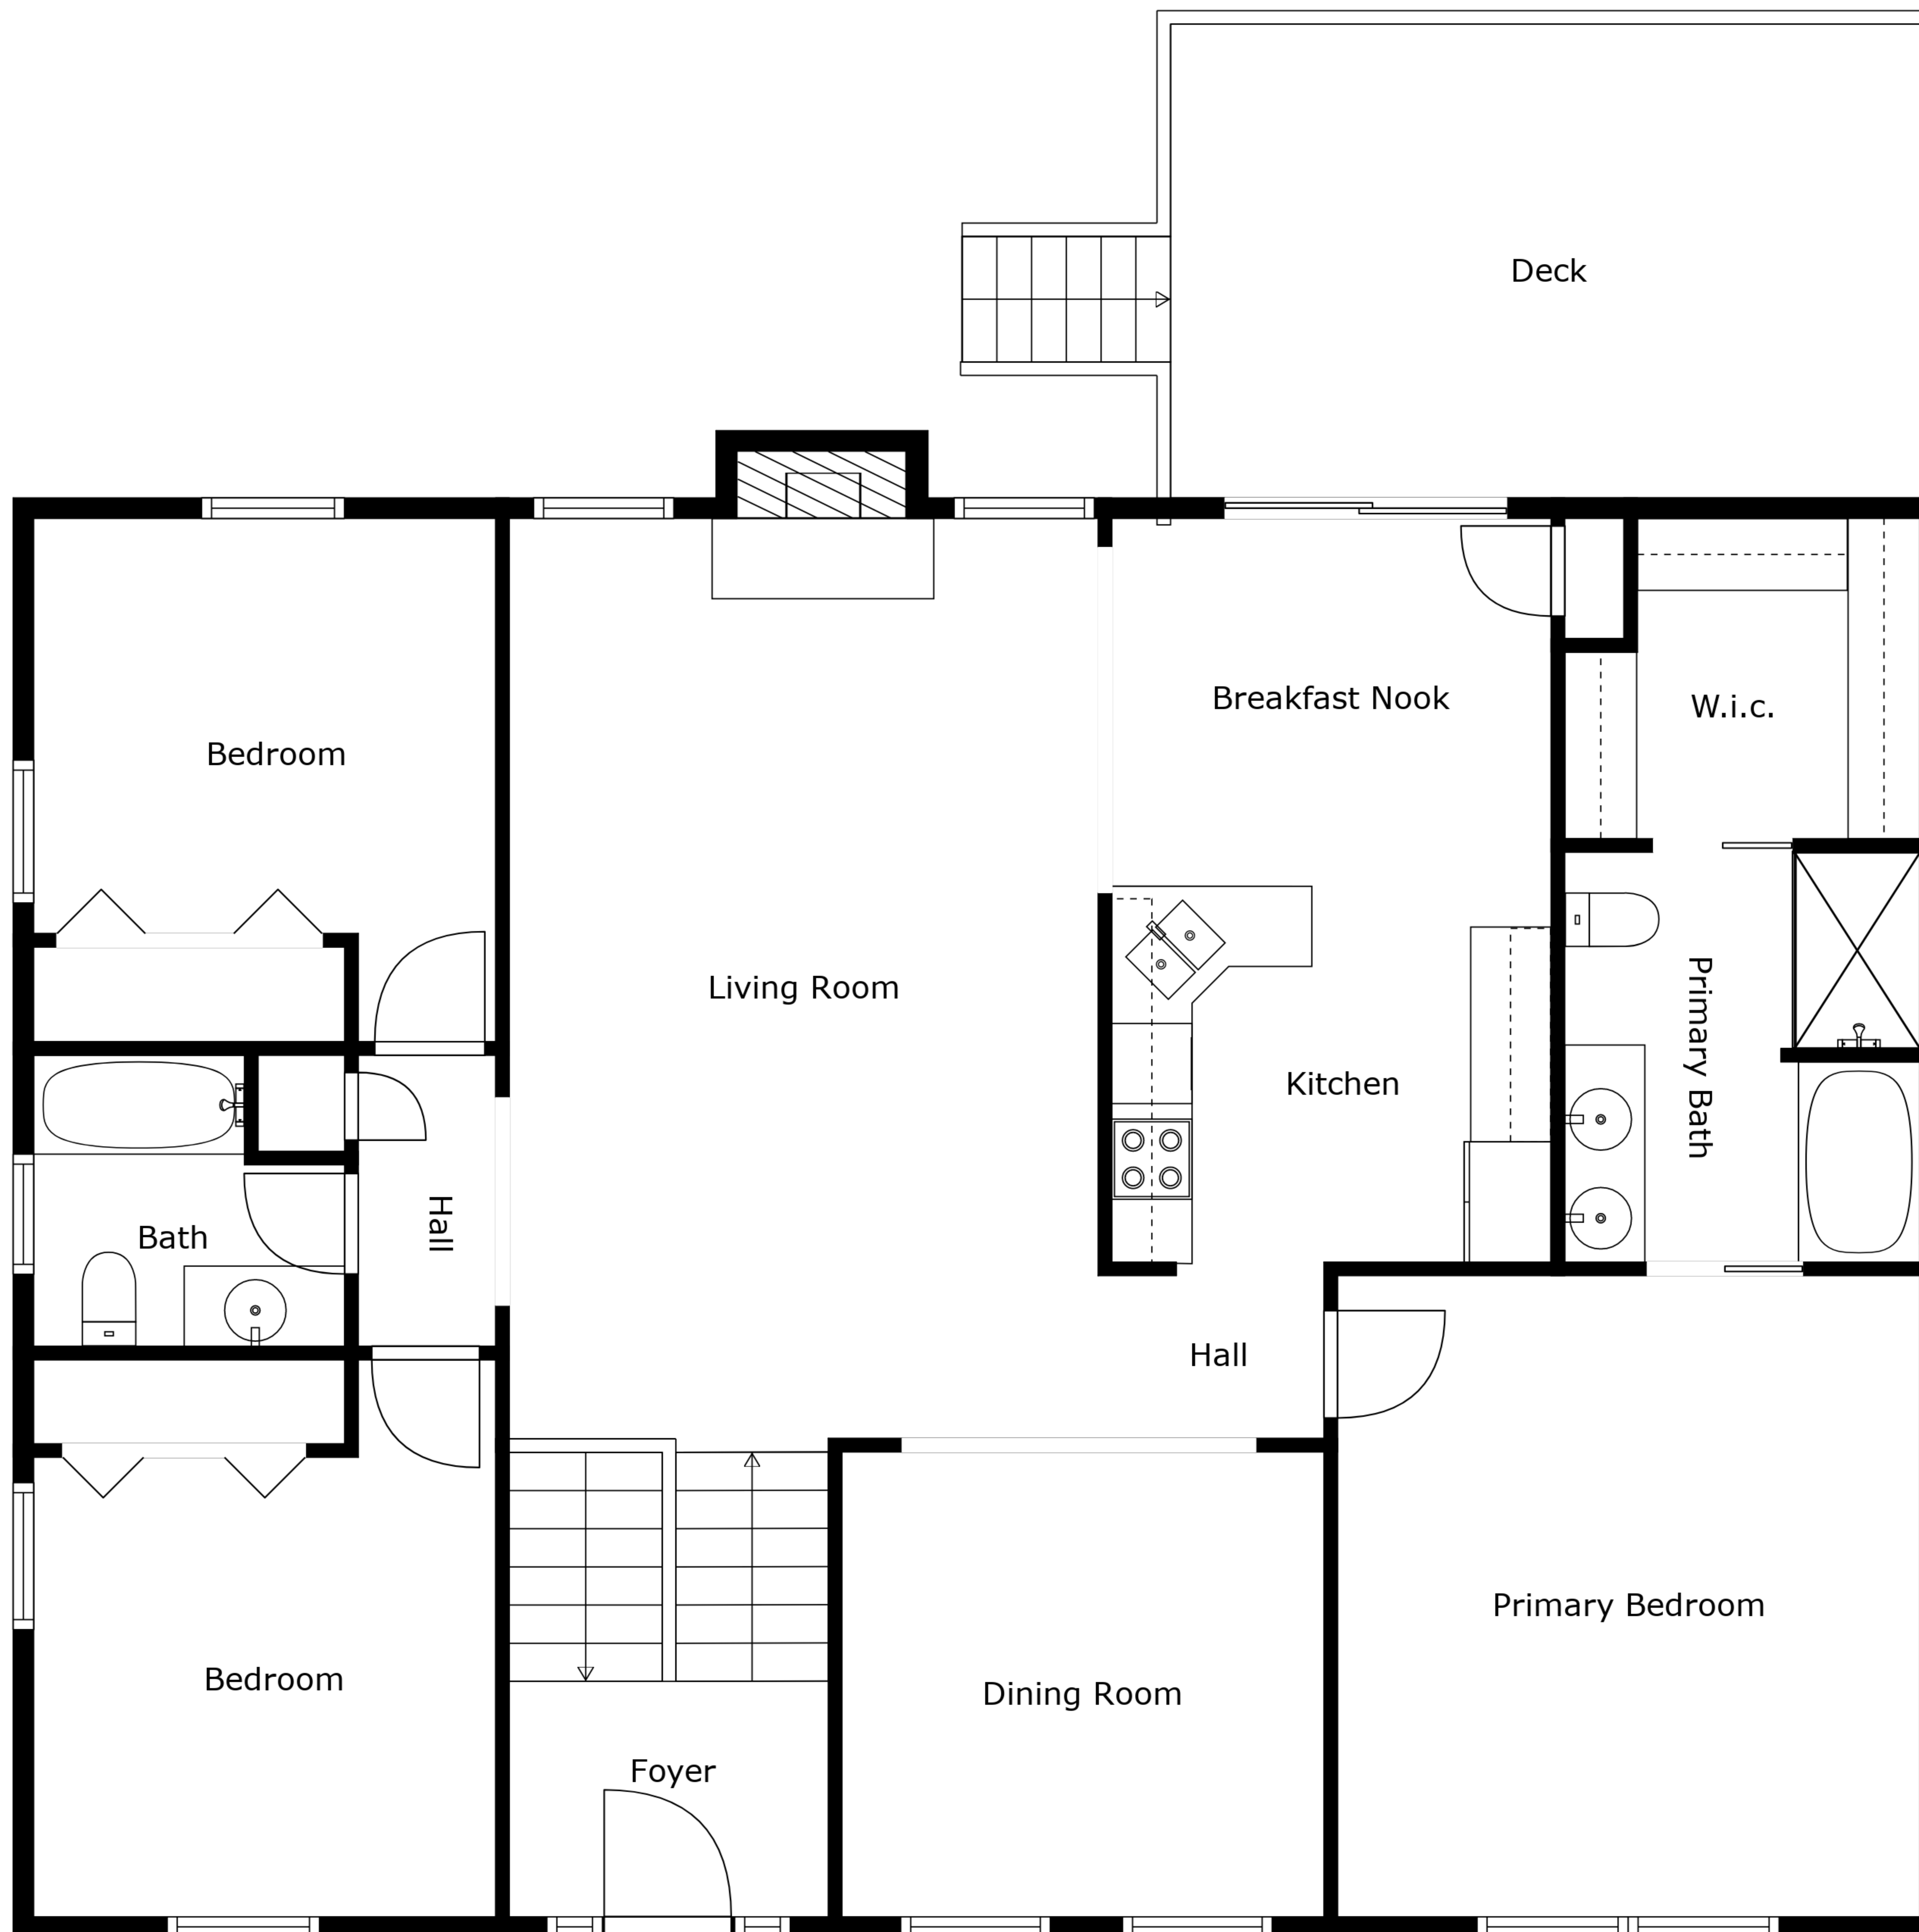 Deck
Breakfast Nook
W.i.c.
Bedroom
Living Room
Kitchen
Primary Bath
Hall
Bath
Hall
Primary Bedroom
Bedroom
Dining Room
Foyer